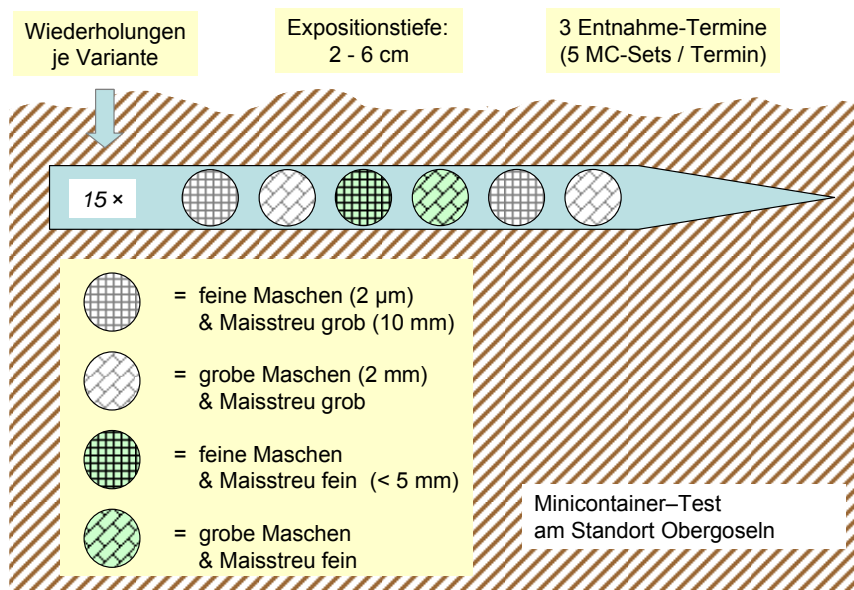 Wiederholungen
je Variante
Expositionstiefe:
2 - 6 cm
3 Entnahme-Termine
(5 MC-Sets / Termin)
15 ×
= feine Maschen (2 µm)
& Maisstreu grob (10 mm)
= grobe Maschen (2 mm)
& Maisstreu grob
= feine Maschen
& Maisstreu fein (< 5 mm)
= grobe Maschen
& Maisstreu fein
Minicontainer–Test
am Standort Obergoseln